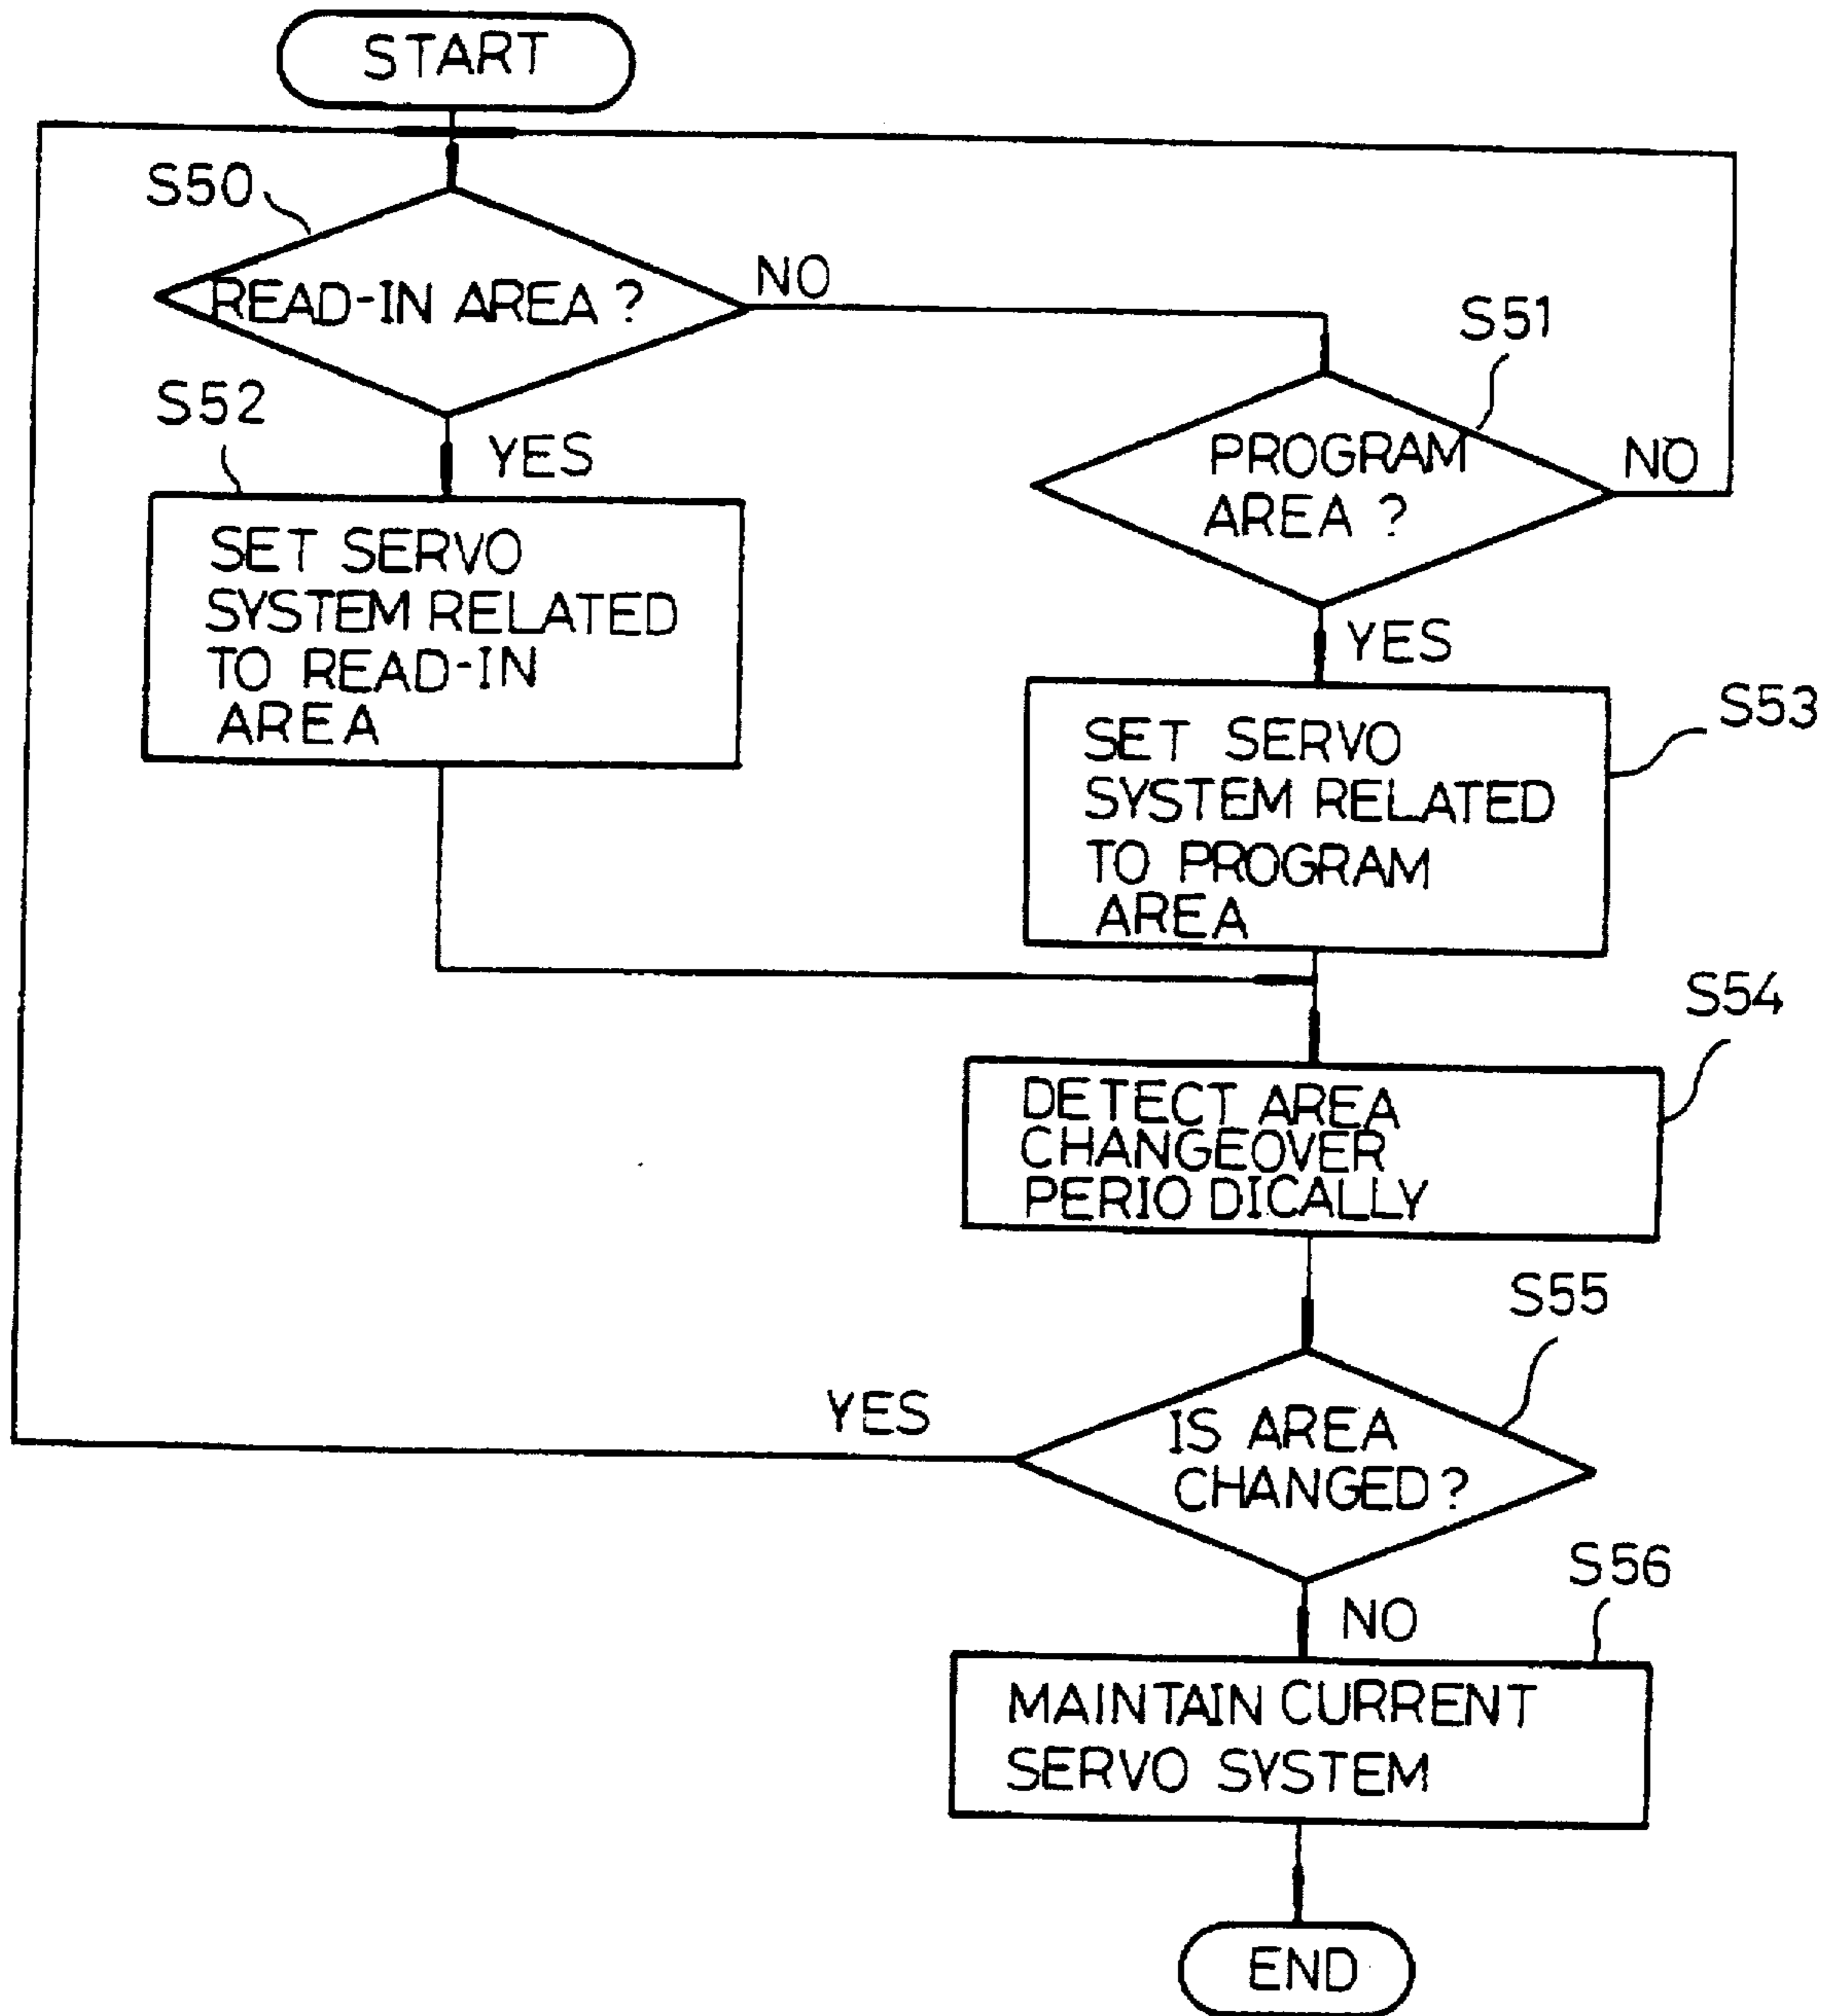 START
S50
READ-IN AREA ?
NO
S51
S52
YES
PROGRAM
AREA ?
NO
SET SERVO
SYSTEM RELATED
TO READ-IN
AREA
YES
S53
SET SERVO
SYSTEM RELATED
TO PROGRAM
AREA
S54
DETECT AREA
CHANGEOVER
PERIO DICALLY
S55
YES
IS AREA
CHANGED ?
S56
NO
MAINTAIN CURRENT
SERVO SYSTEM
END